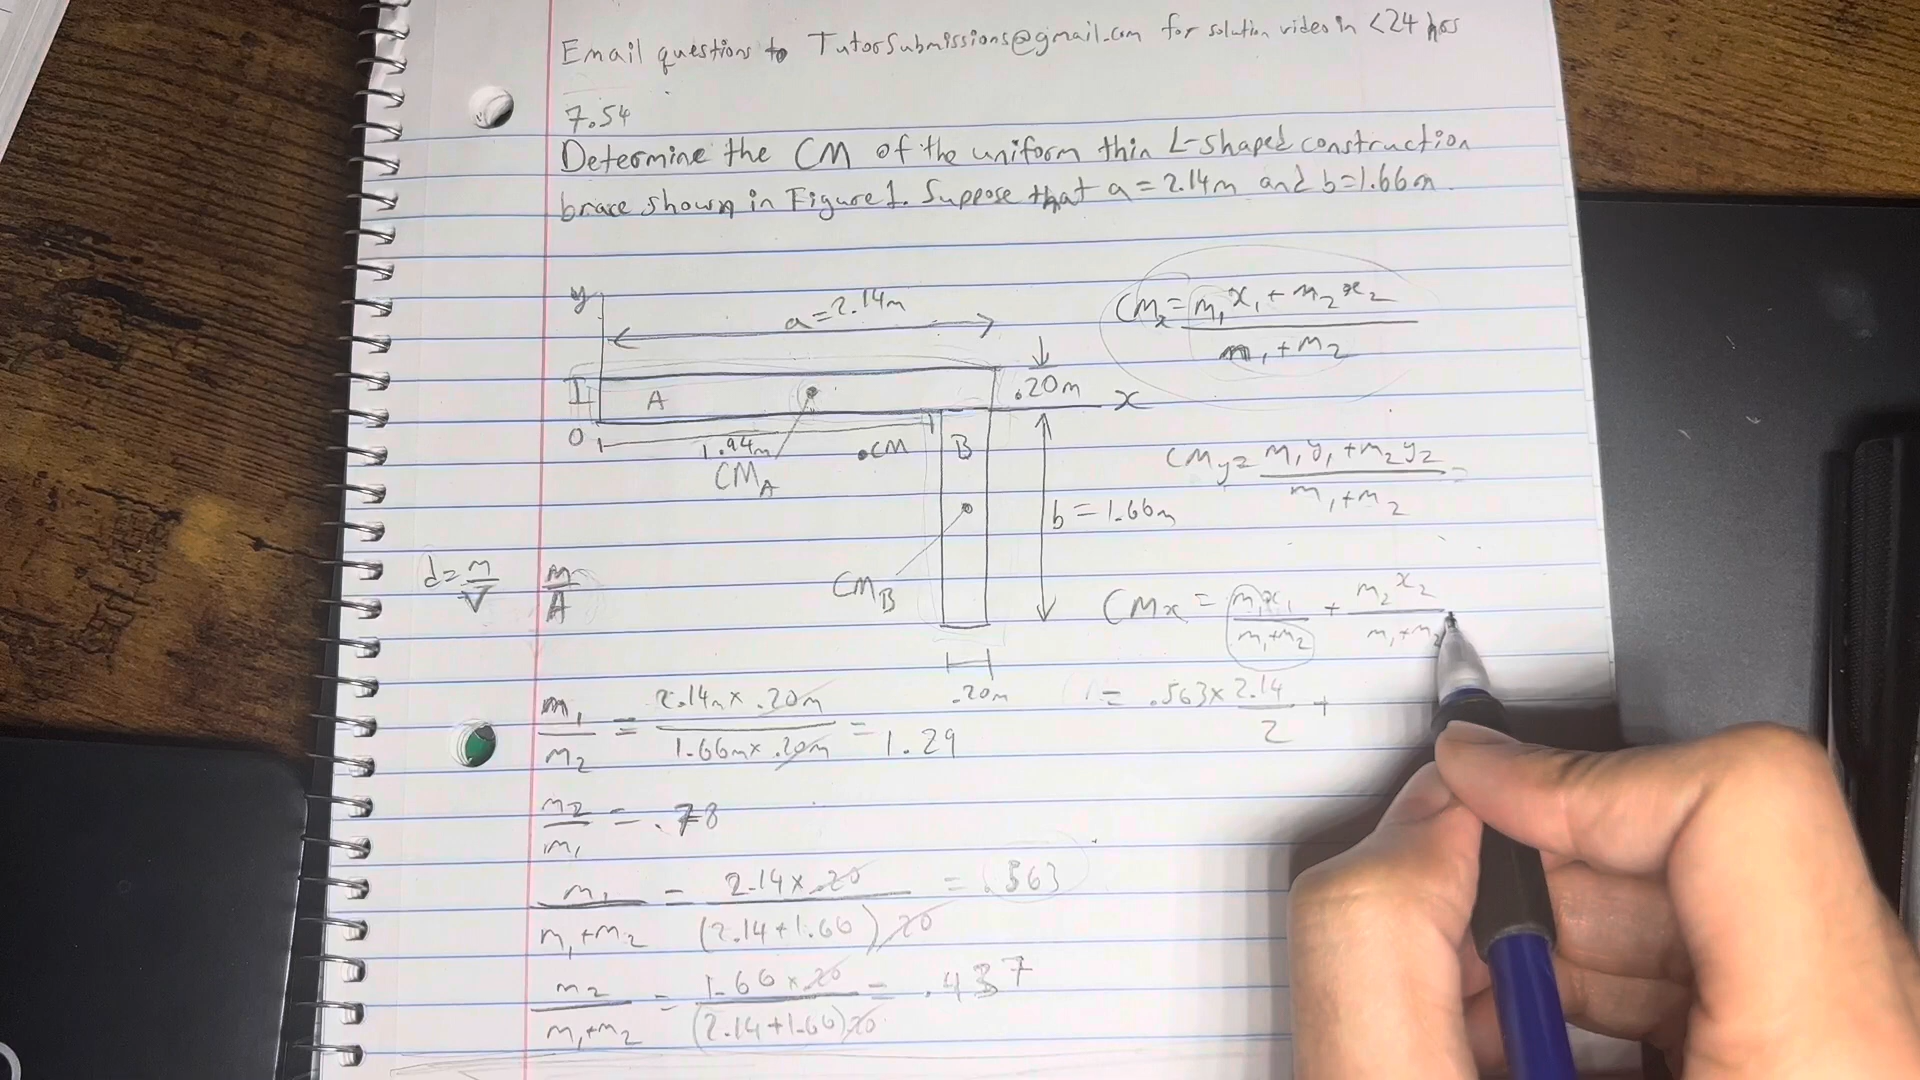 Email questions to TutorSubmissions@gmail.com for solution video in <24 hrs
7.54
Determine the CM of the uniform thin L-shaped construction
brace shown in Figure 1. Suppose that a = 2.14m and b = 1.66m.
y
a = 2.14m
CMx = m1x1 + m2x2
m1 + m2
A
.20m
x
0
1.94m
.CM
B
CMA
CMy = m1y1 + m2y2 =
m1 + m2
b = 1.66m
d = m/V
M/A
CMB
CMx = m1x1/m1+m2 + m2x2/m1+m2
.20m
m1/m2 = 2.14m x .20m / 1.66m x .20m = 1.29
= .563 x 2.14/2 +
m2/m1 = .78
m1/m1+m2 = 2.14 x .20 / (2.14 + 1.66) .20 = .563
m2/m1+m2 = 1.66 x .20 / (2.14 + 1.66) .20 = .437